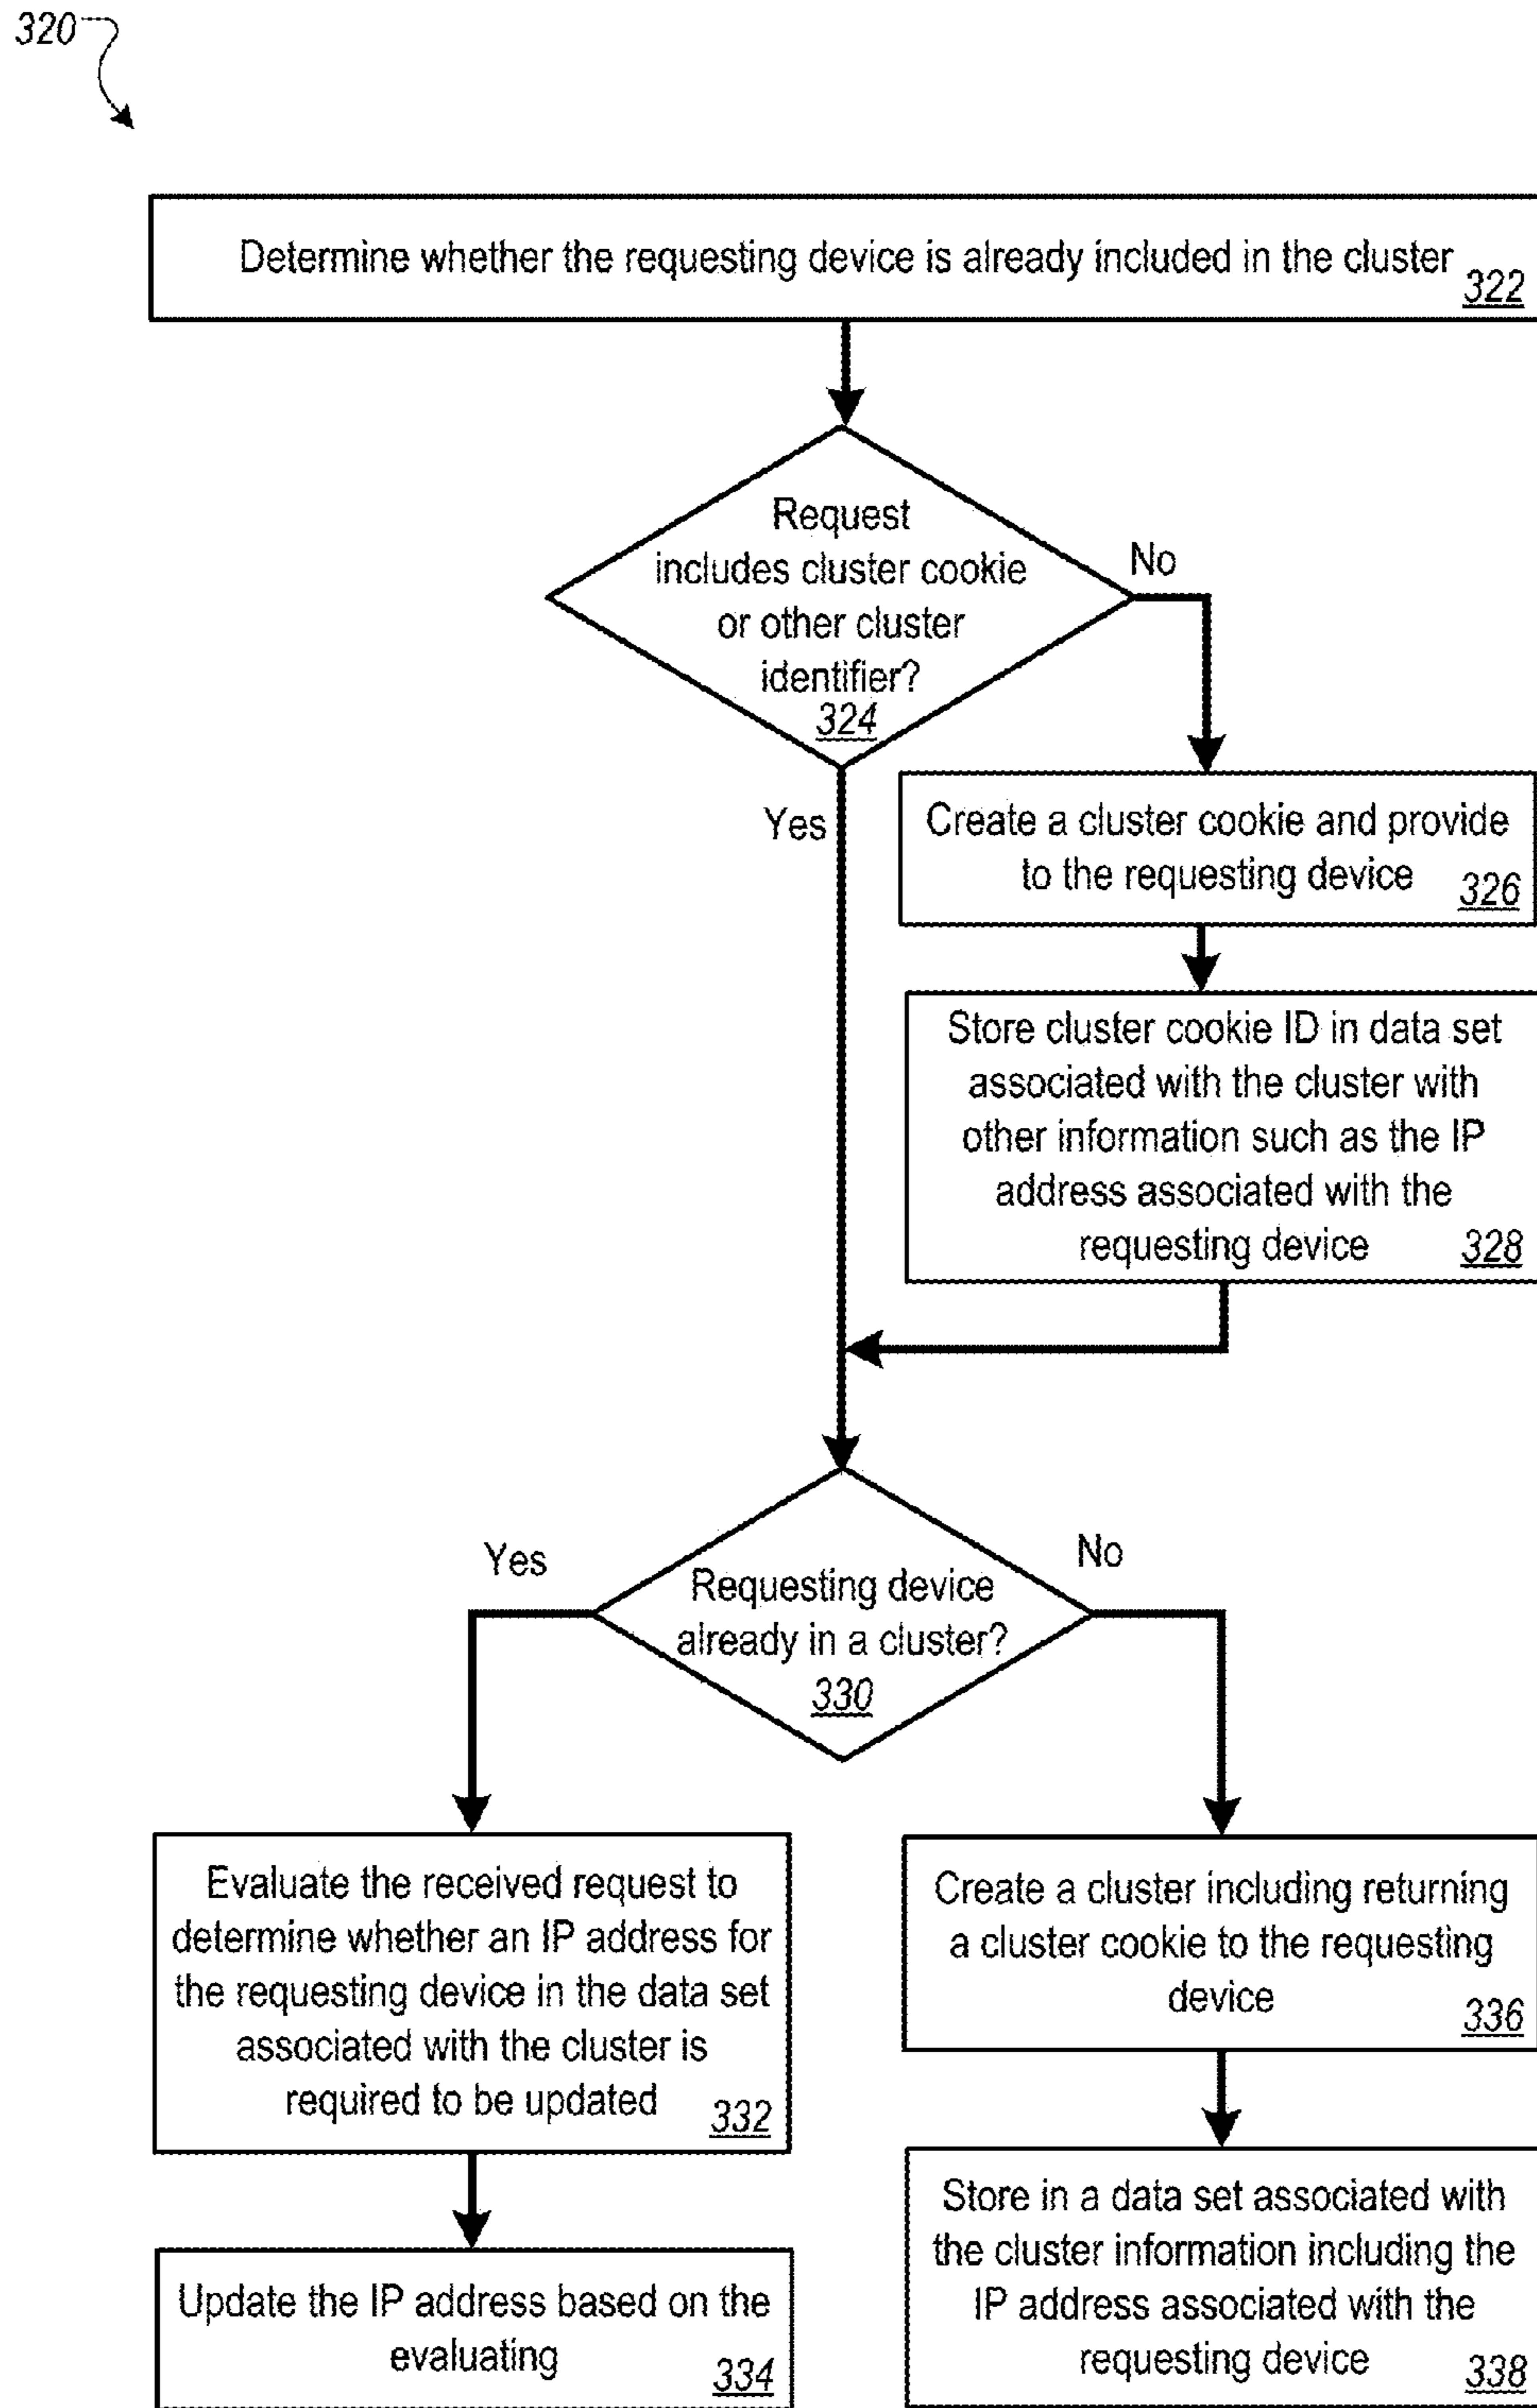 320
Determine whether the requesting device is already included in the cluster
322
Request
includes cluster cookie
or other cluster
identifier?
324
No
Yes
Create a cluster cookie and provide
to the requesting device
326
Store cluster cookie ID in data set
associated with the cluster with
other information such as the IP
address associated with the
requesting device
328
Yes
No
Requesting device
already in a cluster?
330
Evaluate the received request to
determine whether an IP address for
the requesting device in the data set
associated with the cluster is
required to be updated
332
Create a cluster including returning
a cluster cookie to the requesting
device
336
Update the IP address based on the
evaluating
334
Store in a data set associated with
the cluster information including the
IP address associated with the
requesting device
338